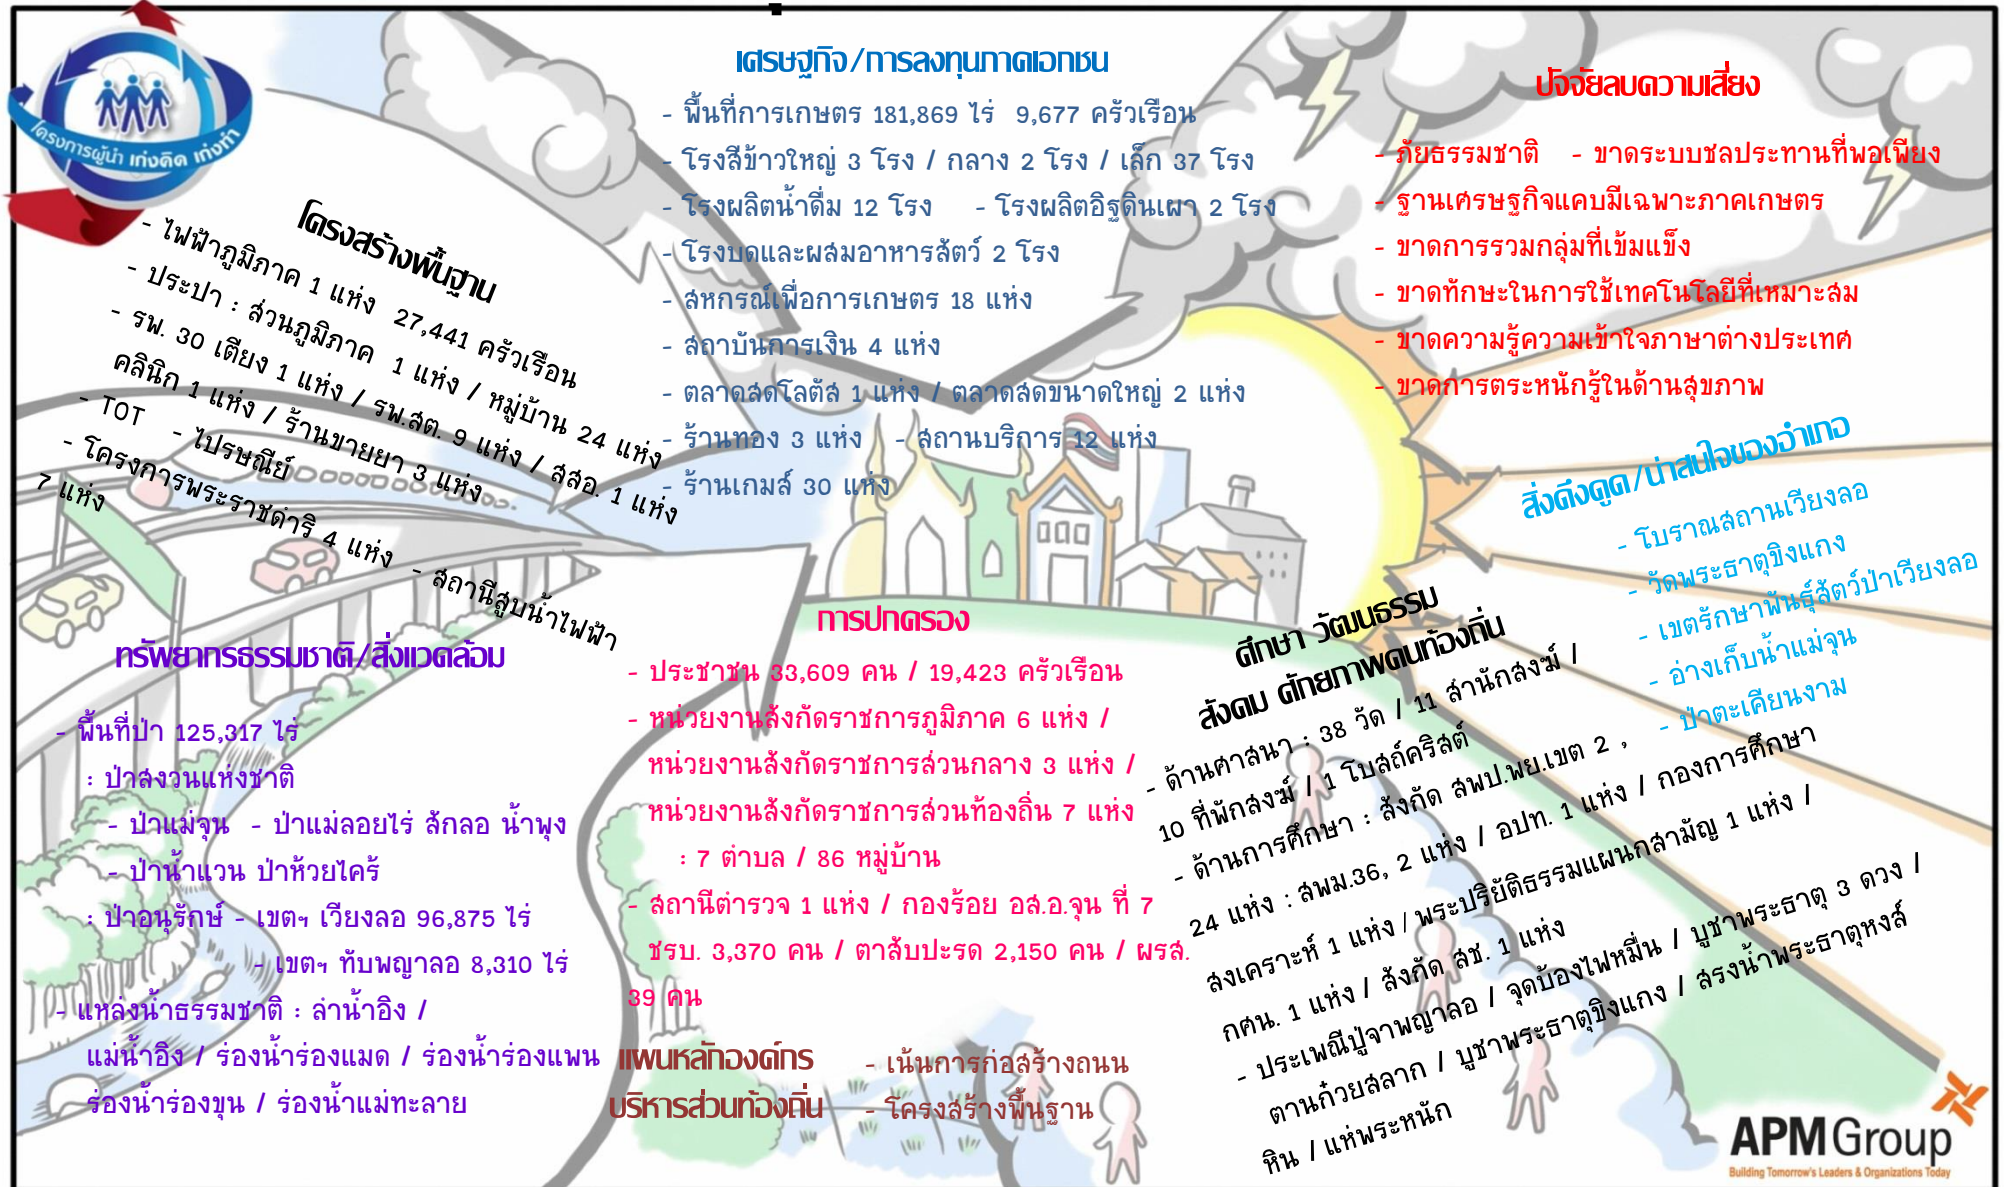 โครงการผู้นำ เก่งคิด เก่งทำ
โครงสร้างพื้นฐาน
- ไฟฟ้าภูมิภาค 1 แห่ง 27,441 ครัวเรือน
- ประปา : ส่วนภูมิภาค 1 แห่ง / หมู่บ้าน 24 แห่ง
- รพ. 30 เตียง 1 แห่ง / รพ.สต. 9 แห่ง / สสอ. 1 แห่ง
คลินิก 1 แห่ง / ร้านขายยา 3 แห่ง
- TOT - ไปรษณีย์
- โครงการพระราชดำริ 4 แห่ง - สถานีสูบน้ำไฟฟ้า
7 แห่ง
เศรษฐกิจ/การลงทุนภาคเอกชน
- พื้นที่การเกษตร 181,869 ไร่ 9,677 ครัวเรือน
- โรงสีข้าวใหญ่ 3 โรง / กลาง 2 โรง / เล็ก 37 โรง
- โรงผลิตน้ำดื่ม 12 โรง - โรงผลิตอิฐดินเผา 2 โรง
- โรงบดและผสมอาหารสัตว์ 2 โรง
- สหกรณ์เพื่อการเกษตร 18 แห่ง
- สถาบันการเงิน 4 แห่ง
- ตลาดสดโลตัส 1 แห่ง / ตลาดสดขนาดใหญ่ 2 แห่ง
- ร้านทอง 3 แห่ง - สถานบริการ 12 แห่ง
- ร้านเกมส์ 30 แห่ง
ปัจจัยลบความเสี่ยง
- ภัยธรรมชาติ - ขาดระบบชลประทานที่พอเพียง
- ฐานเศรษฐกิจแคบมีเฉพาะภาคเกษตร
- ขาดการรวมกลุ่มที่เข้มแข็ง
- ขาดทักษะในการใช้เทคโนโลยีที่เหมาะสม
- ขาดความรู้ความเข้าใจภาษาต่างประเทศ
- ขาดการตระหนักรู้ในด้านสุขภาพ
สิ่งดึงดูด/น่าสนใจของอำเภอ
- โบราณสถานเวียงลอ
- วัดพระธาตุขิงแกง
- เขตรักษาพันธุ์สัตว์ป่าเวียงลอ
- อ่างเก็บน้ำแม่จุน
- ป่าตะเคียนงาม
ทรัพยากรธรรมชาติ/สิ่งแวดล้อม
- พื้นที่ป่า 125,317 ไร่
: ป่าสงวนแห่งชาติ
- ป่าแม่จุน - ป่าแม่ลอยไร่ สักลอ น้ำพุง
- ป่าน้ำแวน ป่าห้วยไคร้
: ป่าอนุรักษ์ - เขตฯ เวียงลอ 96,875 ไร่
- เขตฯ ทับพญาลอ 8,310 ไร่
- แหล่งน้ำธรรมชาติ : ลำน้ำอิง /
แม่น้ำอิง / ร่องน้ำร่องแมด / ร่องน้ำร่องแพน
ร่องน้ำร่องขุน / ร่องน้ำแม่ทะลาย
การปกครอง
- ประชาชน 33,609 คน / 19,423 ครัวเรือน
- หน่วยงานสังกัดราชการภูมิภาค 6 แห่ง /
หน่วยงานสังกัดราชการส่วนกลาง 3 แห่ง /
หน่วยงานสังกัดราชการส่วนท้องถิ่น 7 แห่ง
: 7 ตำบล / 86 หมู่บ้าน
- สถานีตำรวจ 1 แห่ง / กองร้อย อส.อ.จุน ที่ 7
ชรบ. 3,370 คน / ตาสับปะรด 2,150 คน / ผรส.
39 คน
แผนหลักองค์กร
บริหารส่วนท้องถิ่น
- เน้นการก่อสร้างถนน
- โครงสร้างพื้นฐาน
ศึกษา วัฒนธรรม
สังคม ศักยภาพคนท้องถิ่น
- ด้านศาสนา : 38 วัด / 11 สำนักสงฆ์ /
10 ที่พักสงฆ์ / 1 โบสถ์คริสต์
- ด้านการศึกษา : สังกัด สพป.พย.เขต 2 ,
24 แห่ง : สพม.36, 2 แห่ง / อปท. 1 แห่ง / กองการศึกษา
สงเคราะห์ 1 แห่ง / พระปริยัติธรรมแผนกสามัญ 1 แห่ง /
กศน. 1 แห่ง / สังกัด สช. 1 แห่ง
- ประเพณีปู่จาพญาลอ / จุดบ้องไฟหมื่น / บูชาพระธาตุ 3 ดวง /
ตานก๋วยสลาก / บูชาพระธาตุขิงแกง / สรงน้ำพระธาตุหงส์
หิน / แห่พระหนัก
APM Group
Building Tomorrow's Leaders & Organizations Today